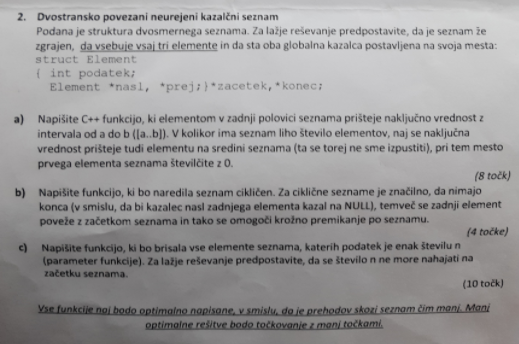 2. Dvostransko povezani neurejeni kazalčni seznam
Podana je struktura dvosmernega seznama. Za lažje reševanje predpostavite, da je seznam že
zgrajen, da vsebuje vsaj tri elemente in da sta oba globalna kazalca postavljena na svoja mesta:
struct Element
{ int podatek;
Element *nasl, *prej;}*zacetek,*konec;
a) Napišite C++ funkcijo, ki elementom v zadnji polovici seznama prišteje naključno vrednost z
intervala od a do b ([a..b]). V kolikor ima seznam liho število elementov, naj se naključna
vrednost prišteje tudi elementu na sredini seznama (ta se torej ne sme izpustiti), pri tem mesto
prvega elementa seznama številčite z 0.
(8 točk)
b) Napišite funkcijo, ki bo naredila seznam cikličen. Za ciklične sezname je značilno, da nimajo
konca (v smislu, da bi kazalec nasl zadnjega elementa kazal na NULL), temveč se zadnji element
poveže z začetkom seznama in tako se omogoči krožno premikanje po seznamu.
(4 točke)
c) Napišite funkcijo, ki bo brisala vse elemente seznama, katerih podatek je enak številu n
(parameter funkcije). Za lažje reševanje predpostavite, da se število n ne more nahajati na
začetku seznama.
(10 točk)
Vse funkcije naj bodo optimalno napisane, v smislu, da je prehodov skozi seznam čim manj. Manj
optimalne rešitve bodo točkovanje z manj točkami.